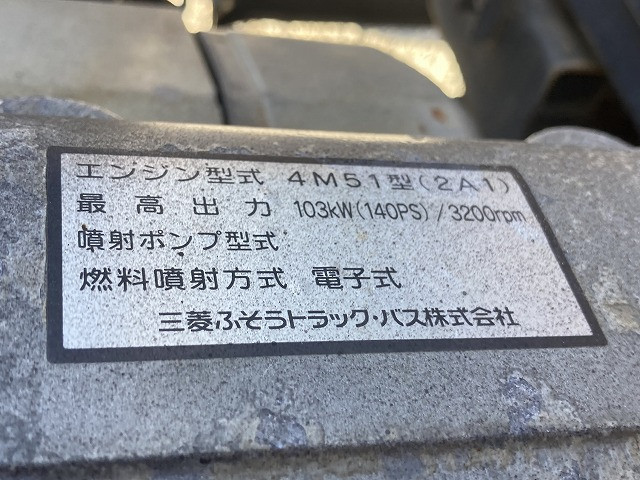 エンジン型式 4M51型(2A1)
最高出力 103kW(140PS)/3200rpm
噴射ポンプ型式
燃料噴射方式 電子式
三菱ふそうトラック・バス株式会社